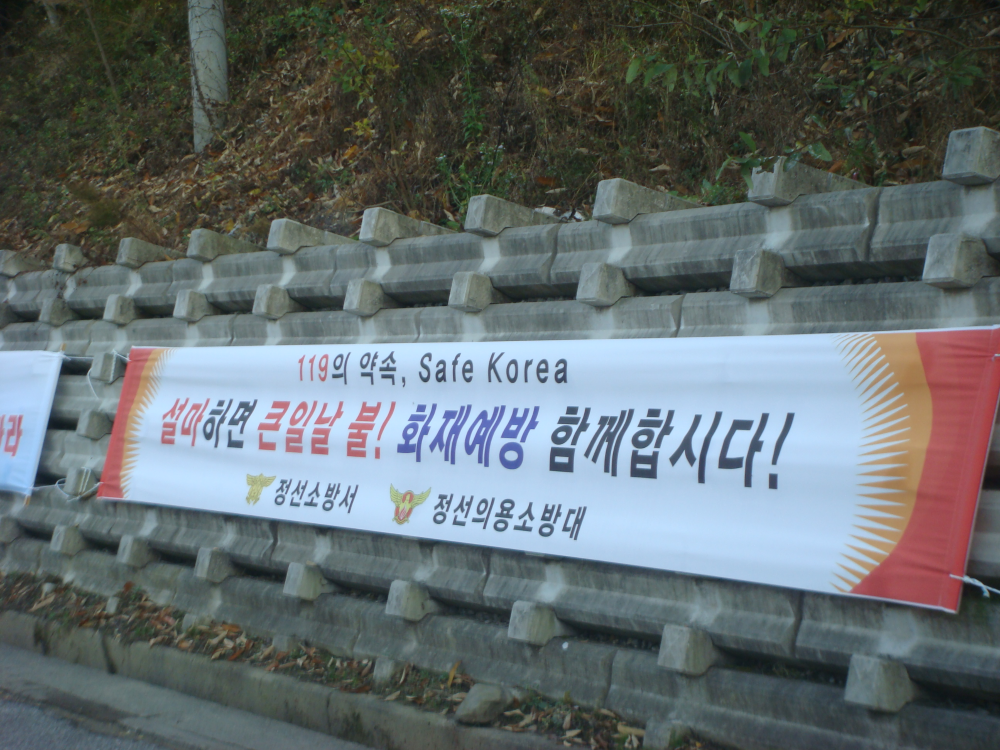 119의 약속, Safe Korea
설마하면 큰일날 불! 화재예방 함께합시다!
정선소방서 정선의용소방대
라